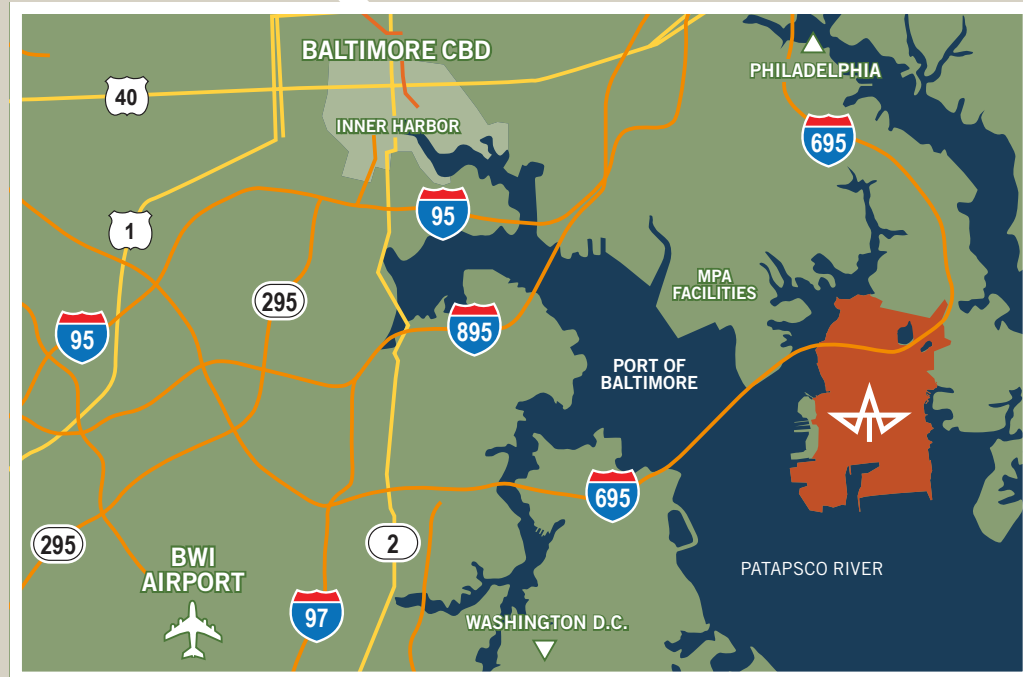 BALTIMORE CBD
PHILADELPHIA
40
INNER HARBOR
695
95
1
MPA
FACILITIES
295
895
95
PORT OF
BALTIMORE
695
295
2
BWI
AIRPORT
PATAPSCO RIVER
97
WASHINGTON D.C.